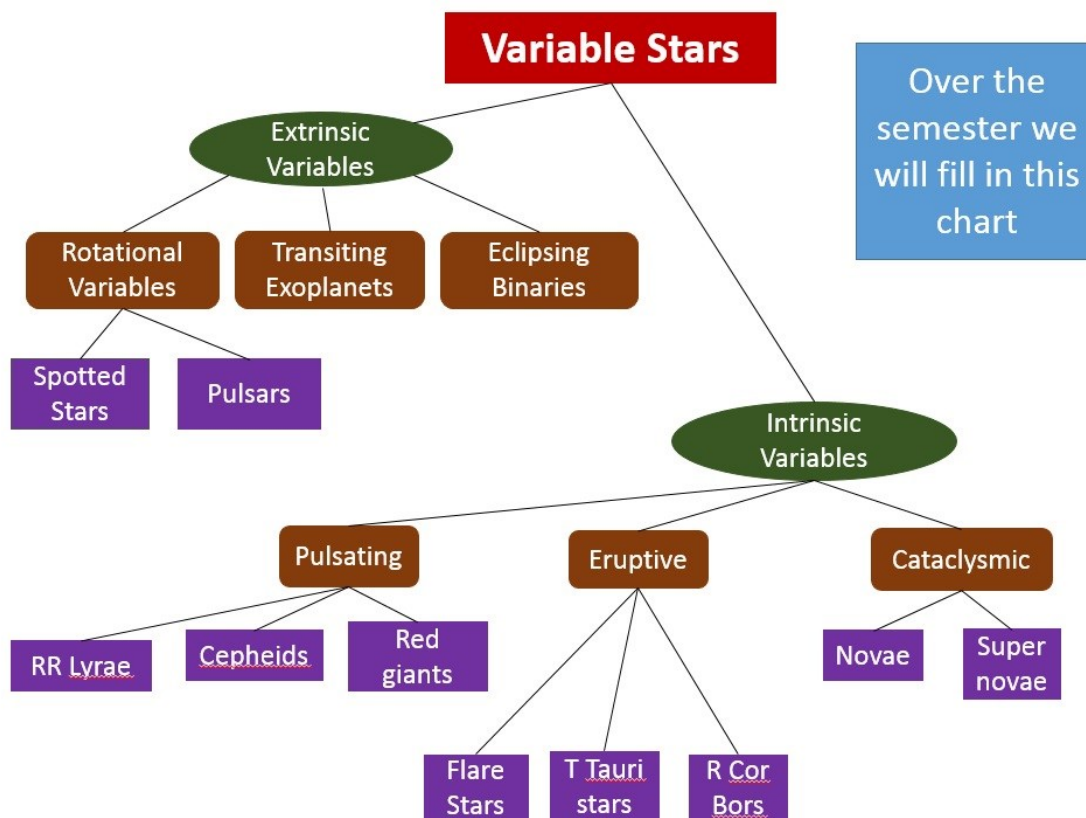 Variable Stars
Over the
semester we
will fill in this
chart
Extrinsic
Variables
Rotational
Variables
Transiting
Exoplanets
Eclipsing
Binaries
Spotted
Stars
Pulsars
Intrinsic
Variables
Pulsating
Eruptive
Cataclysmic
RR Lyrae
Cepheids
Red
giants
Novae
Super
novae
Flare
Stars
T Tauri
stars
R Cor
Bors